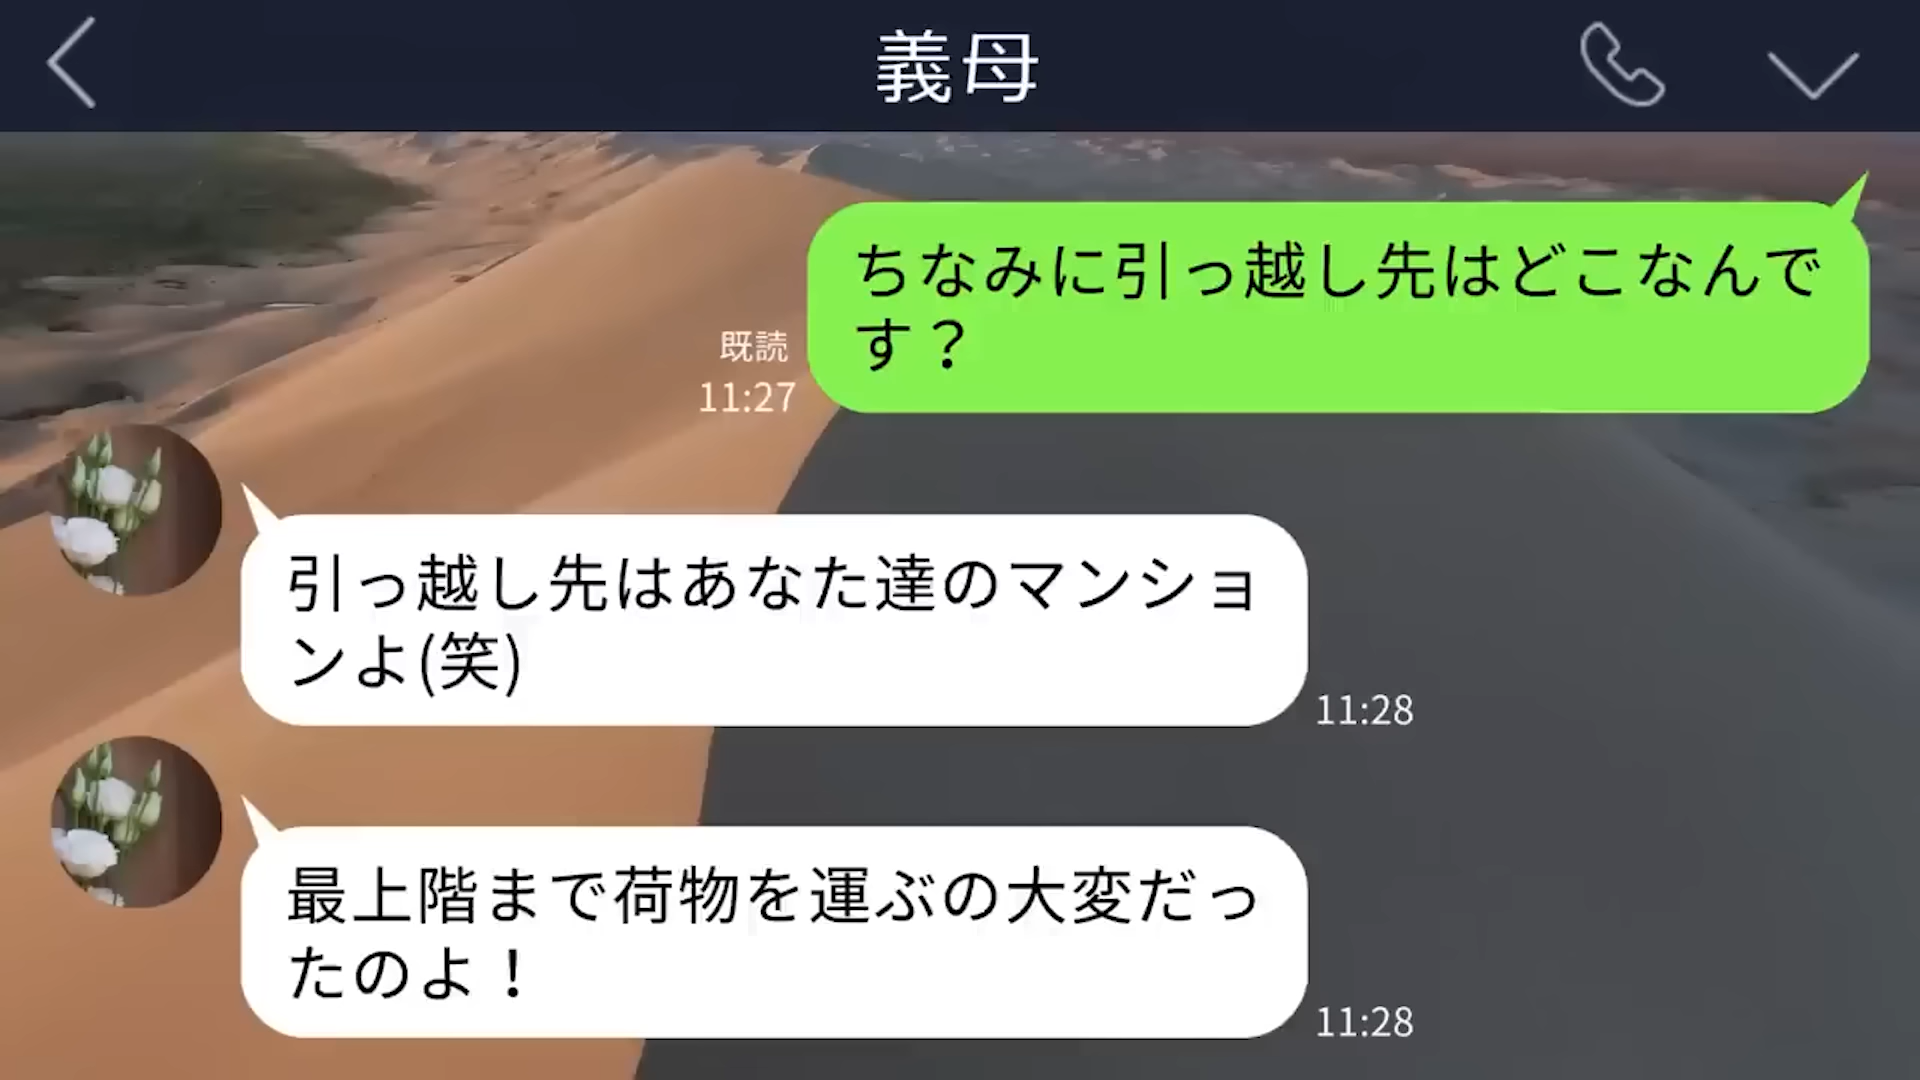 義母
ちなみに引っ越し先はどこなんで
す？
既読
11:27
引っ越し先はあなた達のマンショ
ンよ(笑)
11:28
最上階まで荷物を運ぶの大変だっ
たのよ！
11:28